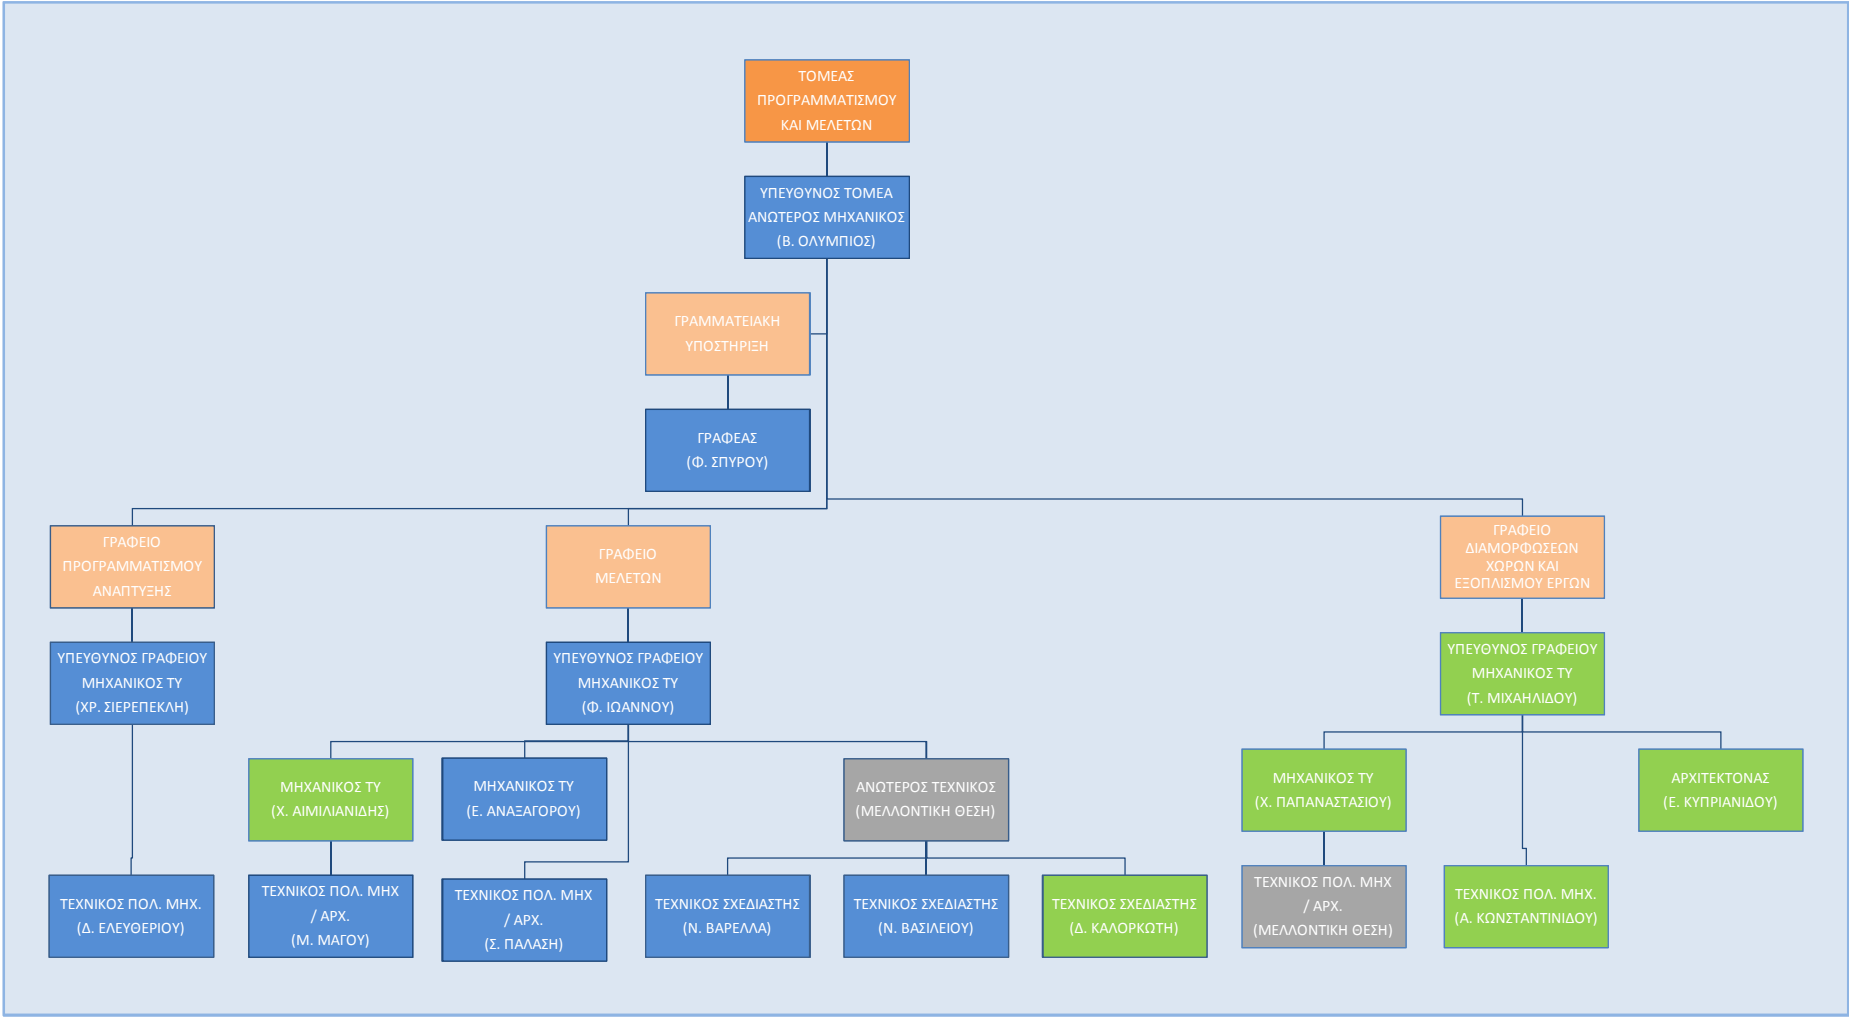 ΤΟΜΕΑΣ
ΠΡΟΓΡΑΜΜΑΤΙΣΜΟΥ
ΚΑΙ ΜΕΛΕΤΩΝ
ΥΠΕΥΘΥΝΟΣ ΤΟΜΕΑ
ΑΝΩΤΕΡΟΣ ΜΗΧΑΝΙΚΟΣ
(Β. ΟΛΥΜΠΙΟΣ)
ΓΡΑΜΜΑΤΕΙΑΚΗ
ΥΠΟΣΤΗΡΙΞΗ
ΓΡΑΦΕΑΣ
(Φ. ΣΠΥΡΟΥ)
ΓΡΑΦΕΙΟ
ΠΡΟΓΡΑΜΜΑΤΙΣΜΟΥ
ΑΝΑΠΤΥΞΗΣ
ΓΡΑΦΕΙΟ
ΜΕΛΕΤΩΝ
ΓΡΑΦΕΙΟ
ΔΙΑΜΟΡΦΩΣΕΩΝ
ΧΩΡΩΝ ΚΑΙ
ΕΞΟΠΛΙΣΜΟΥ ΕΡΓΩΝ
ΥΠΕΥΘΥΝΟΣ ΓΡΑΦΕΙΟΥ
ΜΗΧΑΝΙΚΟΣ ΤΥ
(ΧΡ. ΣΙΕΡΕΠΕΚΛΗ)
ΥΠΕΥΘΥΝΟΣ ΓΡΑΦΕΙΟΥ
ΜΗΧΑΝΙΚΟΣ ΤΥ
(Φ. ΙΩΑΝΝΟΥ)
ΥΠΕΥΘΥΝΟΣ ΓΡΑΦΕΙΟΥ
ΜΗΧΑΝΙΚΟΣ ΤΥ
(Τ. ΜΙΧΑΗΛΙΔΟΥ)
ΜΗΧΑΝΙΚΟΣ ΤΥ
(Χ. ΑΙΜΙΛΙΑΝΙΔΗΣ)
ΜΗΧΑΝΙΚΟΣ ΤΥ
(Ε. ΑΝΑΞΑΓΟΡΟΥ)
ΑΝΩΤΕΡΟΣ ΤΕΧΝΙΚΟΣ
(ΜΕΛΛΟΝΤΙΚΗ ΘΕΣΗ)
ΜΗΧΑΝΙΚΟΣ ΤΥ
(Χ. ΠΑΠΑΝΑΣΤΑΣΙΟΥ)
ΑΡΧΙΤΕΚΤΟΝΑΣ
(Ε. ΚΥΠΡΙΑΝΙΔΟΥ)
ΤΕΧΝΙΚΟΣ ΠΟΛ. ΜΗΧ.
(Δ. ΕΛΕΥΘΕΡΙΟΥ)
ΤΕΧΝΙΚΟΣ ΠΟΛ. ΜΗΧ
/ ΑΡΧ.
(Μ. ΜΑΓΟΥ)
ΤΕΧΝΙΚΟΣ ΠΟΛ. ΜΗΧ
/ ΑΡΧ.
(Σ. ΠΑΛΑΣΗ)
ΤΕΧΝΙΚΟΣ ΣΧΕΔΙΑΣΤΗΣ
(Ν. ΒΑΡΕΛΛΑ)
ΤΕΧΝΙΚΟΣ ΣΧΕΔΙΑΣΤΗΣ
(Ν. ΒΑΣΙΛΕΙΟΥ)
ΤΕΧΝΙΚΟΣ ΣΧΕΔΙΑΣΤΗΣ
(Δ. ΚΑΛΟΡΚΩΤΗ)
ΤΕΧΝΙΚΟΣ ΠΟΛ. ΜΗΧ
/ ΑΡΧ.
(ΜΕΛΛΟΝΤΙΚΗ ΘΕΣΗ)
ΤΕΧΝΙΚΟΣ ΠΟΛ. ΜΗΧ.
(Α. ΚΩΝΣΤΑΝΤΙΝΙΔΟΥ)